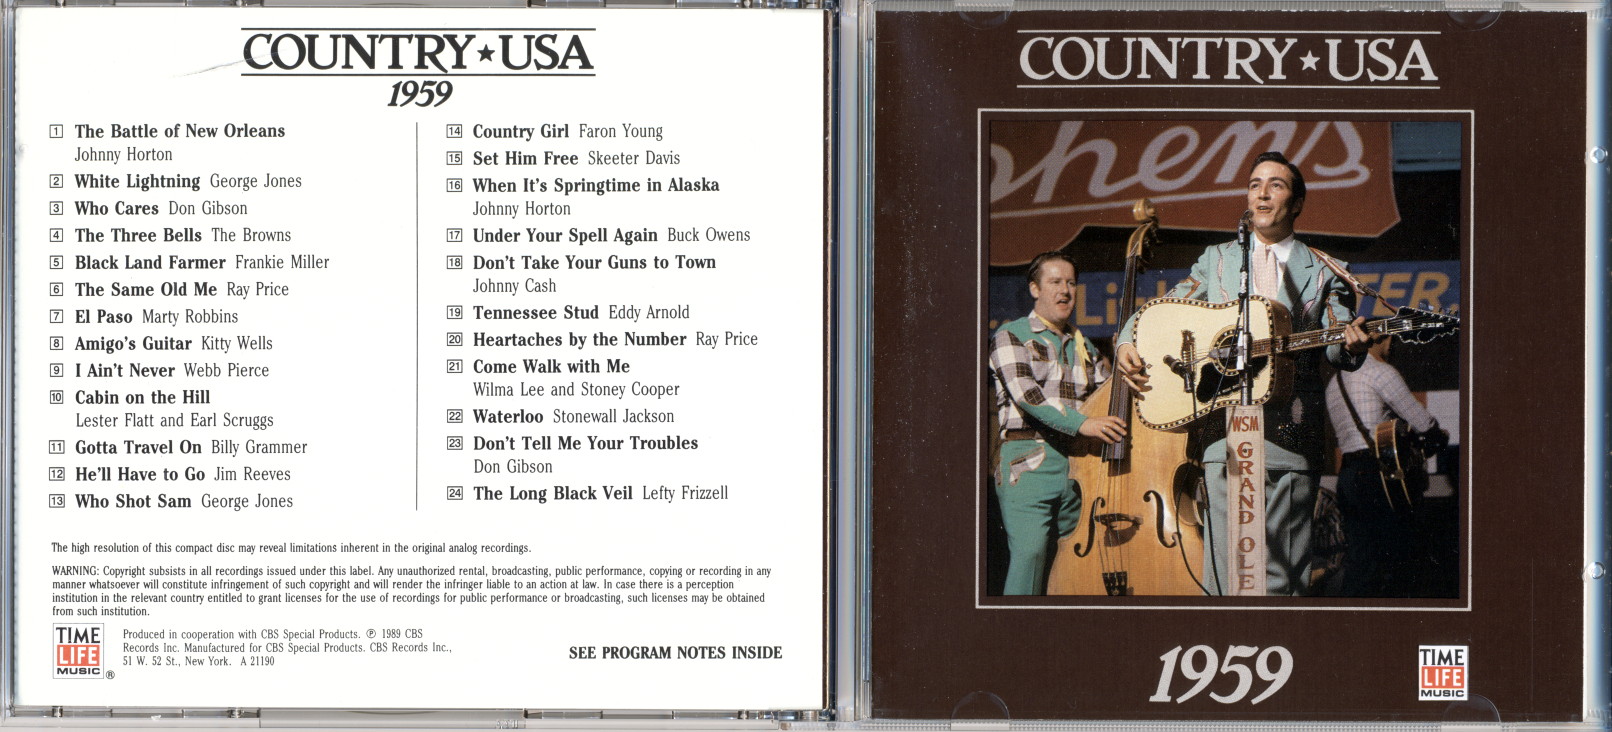 COUNTRY★USA
1959
1 The Battle of New Orleans
Johnny Horton
2 White Lightning George Jones
3 Who Cares Don Gibson
4 The Three Bells The Browns
5 Black Land Farmer Frankie Miller
6 The Same Old Me Ray Price
7 El Paso Marty Robbins
8 Amigo's Guitar Kitty Wells
9 I Ain't Never Webb Pierce
10 Cabin on the Hill
Lester Flatt and Earl Scruggs
11 Gotta Travel On Billy Grammer
12 He'll Have to Go Jim Reeves
13 Who Shot Sam George Jones
14 Country Girl Faron Young
15 Set Him Free Skeeter Davis
16 When It's Springtime in Alaska
Johnny Horton
17 Under Your Spell Again Buck Owens
18 Don't Take Your Guns to Town
Johnny Cash
19 Tennessee Stud Eddy Arnold
20 Heartaches by the Number Ray Price
21 Come Walk with Me
Wilma Lee and Stoney Cooper
22 Waterloo Stonewall Jackson
23 Don't Tell Me Your Troubles
Don Gibson
24 The Long Black Veil Lefty Frizzell
The high resolution of this compact disc may reveal limitations inherent in the original analog recordings.
WARNING: Copyright subsists in all recordings issued under this label. Any unauthorized rental, broadcasting, public performance, copying or recording in any
manner whatsoever will constitute infringement of such copyright and will render the infringer liable to an action at law. In case there is a perception
institution in the relevant country entitled to grant licenses for the use of recordings for public performance or broadcasting, such licenses may be obtained
from such institution.
TIME
LIFE
MUSIC ®
Produced in cooperation with CBS Special Products. ℗ 1989 CBS
Records Inc. Manufactured for CBS Special Products. CBS Records Inc.,
51 W. 52 St., New York. A 21190
SEE PROGRAM NOTES INSIDE
COUNTRY★USA
phens
TER
WSM
GRAND OLE
1959
TIME
LIFE
MUSIC